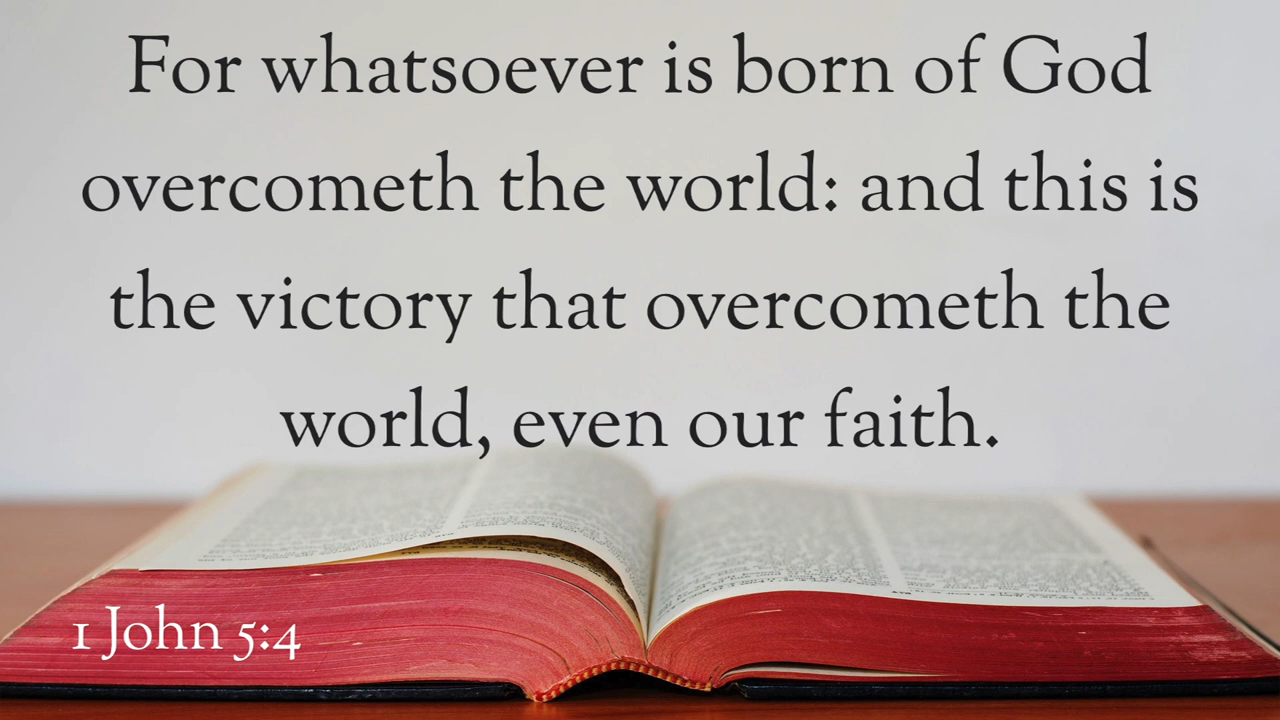 For whatsoever is born of God
overcometh the world: and this is
the victory that overcometh the
world, even our faith.
1 John 5:4